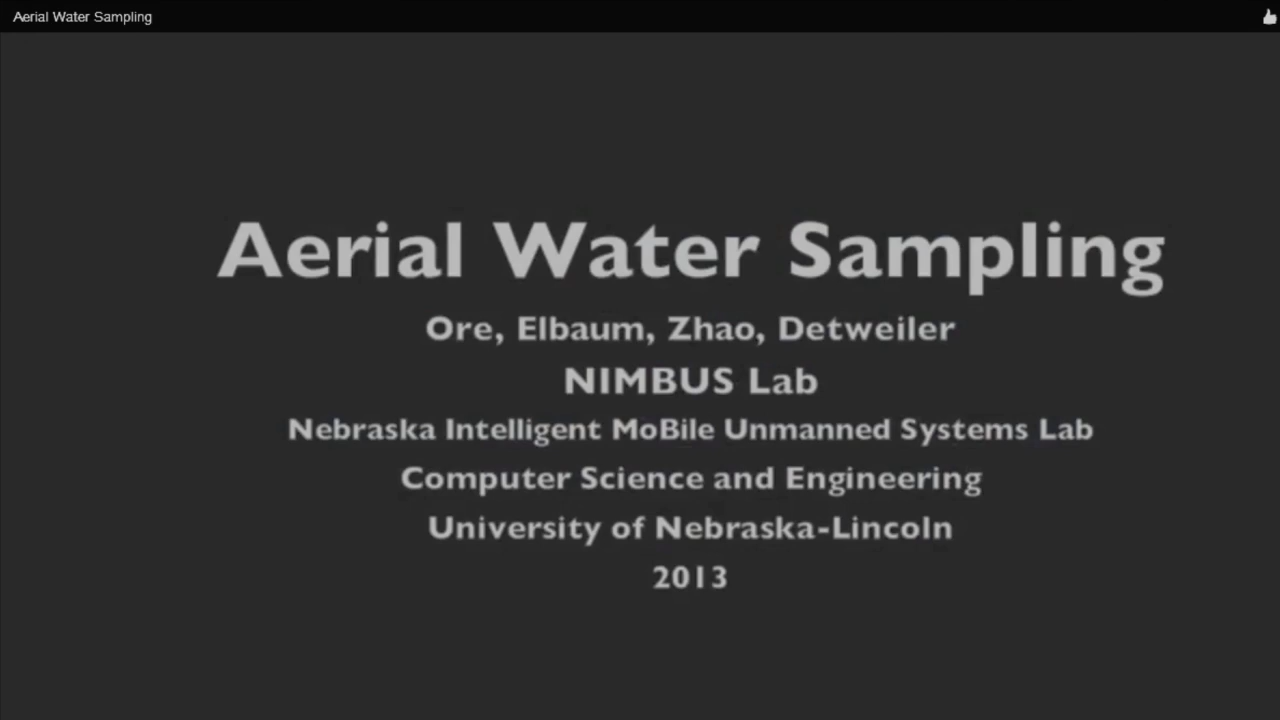 Aerial Water Sampling
Aerial Water Sampling
Ore, Elbaum, Zhao, Detweiler
NIMBUS Lab
Nebraska Intelligent MoBile Unmanned Systems Lab
Computer Science and Engineering
University of Nebraska-Lincoln
2013